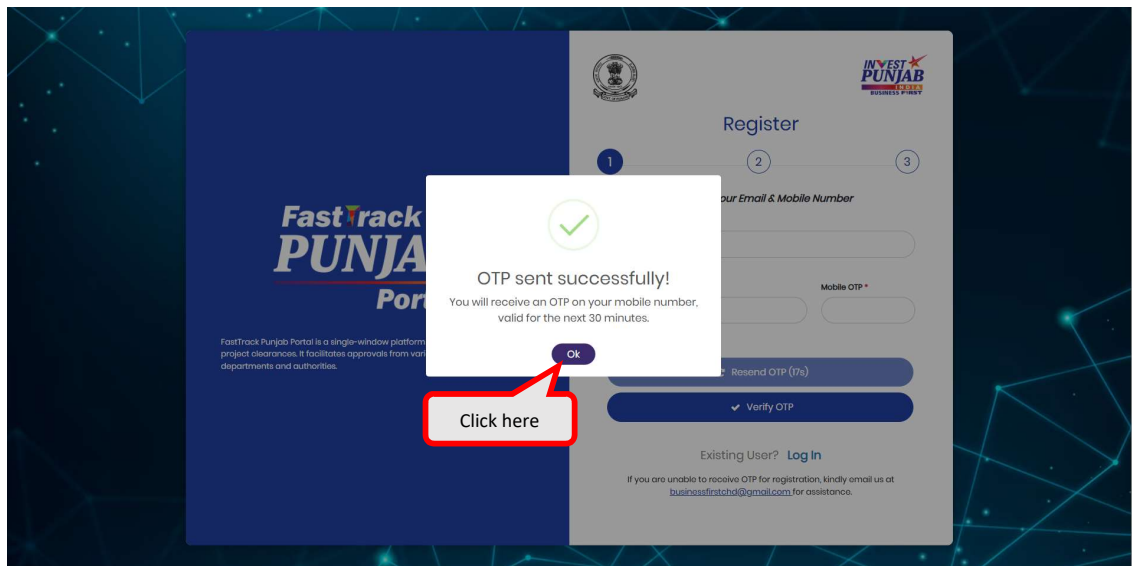 INVEST
PUNJAB
INDIA
BUSINESS FIRST
Register
1
2
3
our Email & Mobile Number
FastTrack
PUNJA
Por
FastTrack Punjab Portal is a single-window platform
project clearances. It facilitates approvals from vari
departments and authorities.
OTP sent successfully!
You will receive an OTP on your mobile number,
valid for the next 30 minutes.
Ok
Click here
Mobile OTP *
Resend OTP (17s)
Verify OTP
Existing User? Log In
If you are unable to receive OTP for registration, kindly email us at
businessfirstchd@gmail.com for assistance.